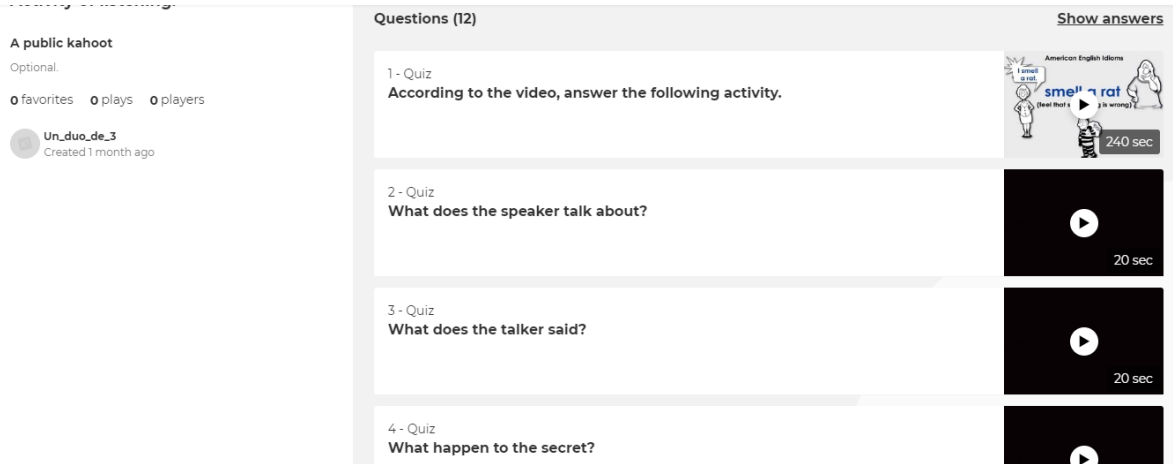 A public kahoot
Optional.
0 favorites 0 plays 0 players
Un_duo_de_3
Created 1 month ago
Questions (12)
Show answers
1 - Quiz
According to the video, answer the following activity.
American English Idioms
I smell
a rat.
smell a rat
240 sec
2 - Quiz
What does the speaker talk about?
20 sec
3 - Quiz
What does the talker said?
20 sec
4 - Quiz
What happen to the secret?